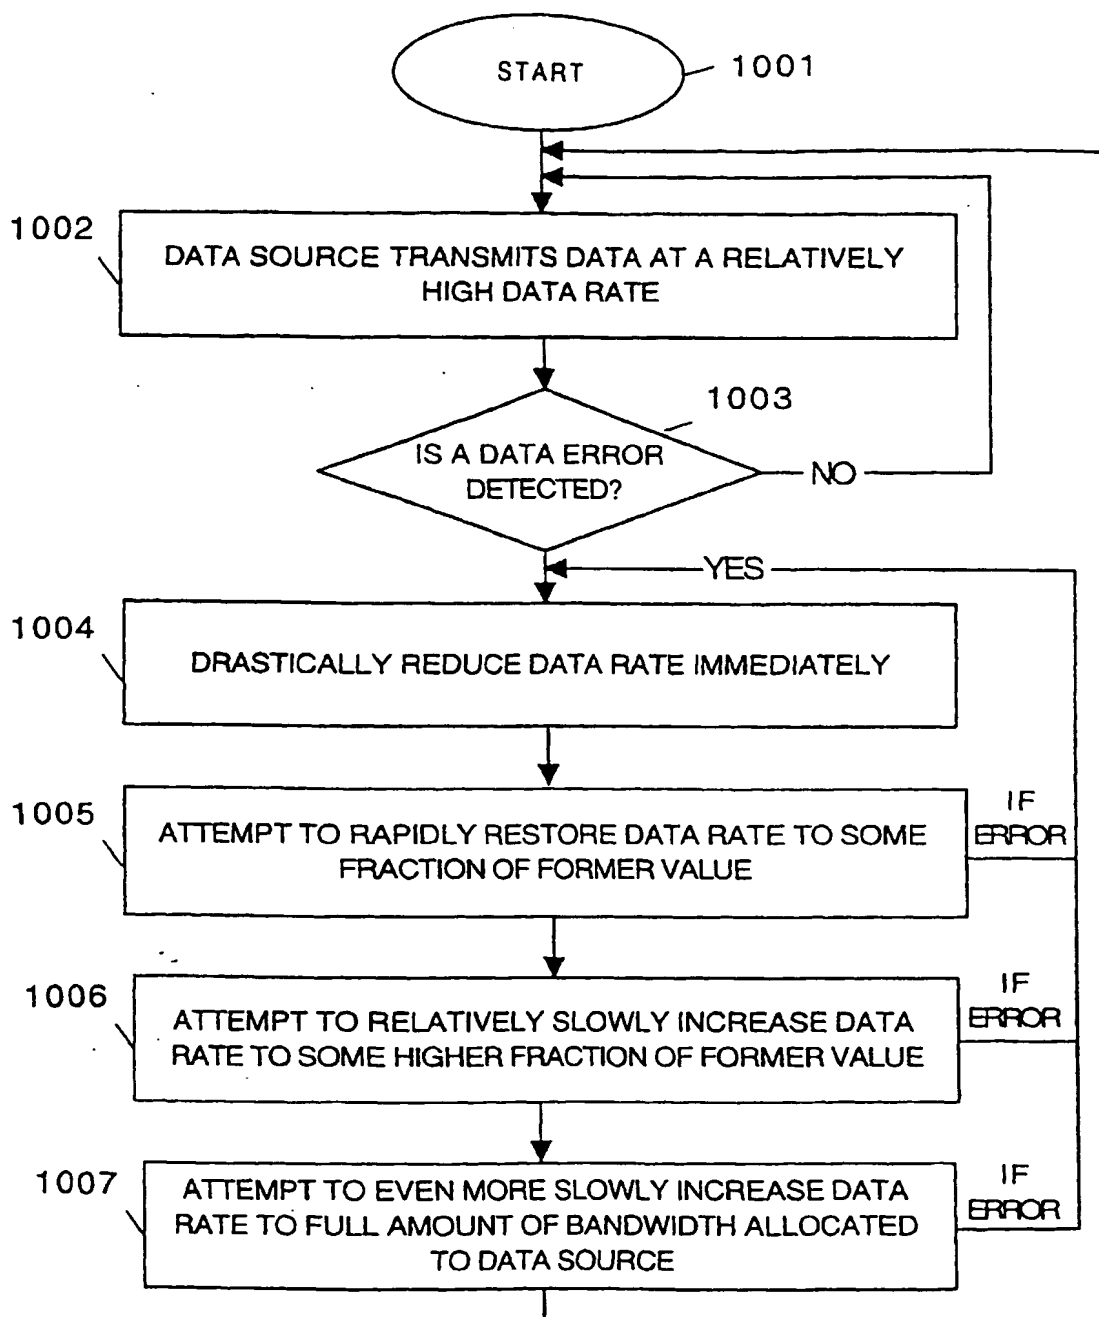 START
1001
1002
DATA SOURCE TRANSMITS DATA AT A RELATIVELY
HIGH DATA RATE
1003
IS A DATA ERROR
DETECTED?
NO
YES
1004
DRASTICALLY REDUCE DATA RATE IMMEDIATELY
1005
ATTEMPT TO RAPIDLY RESTORE DATA RATE TO SOME
FRACTION OF FORMER VALUE
IF
ERROR
1006
ATTEMPT TO RELATIVELY SLOWLY INCREASE DATA
RATE TO SOME HIGHER FRACTION OF FORMER VALUE
IF
ERROR
1007
ATTEMPT TO EVEN MORE SLOWLY INCREASE DATA
RATE TO FULL AMOUNT OF BANDWIDTH ALLOCATED
TO DATA SOURCE
IF
ERROR